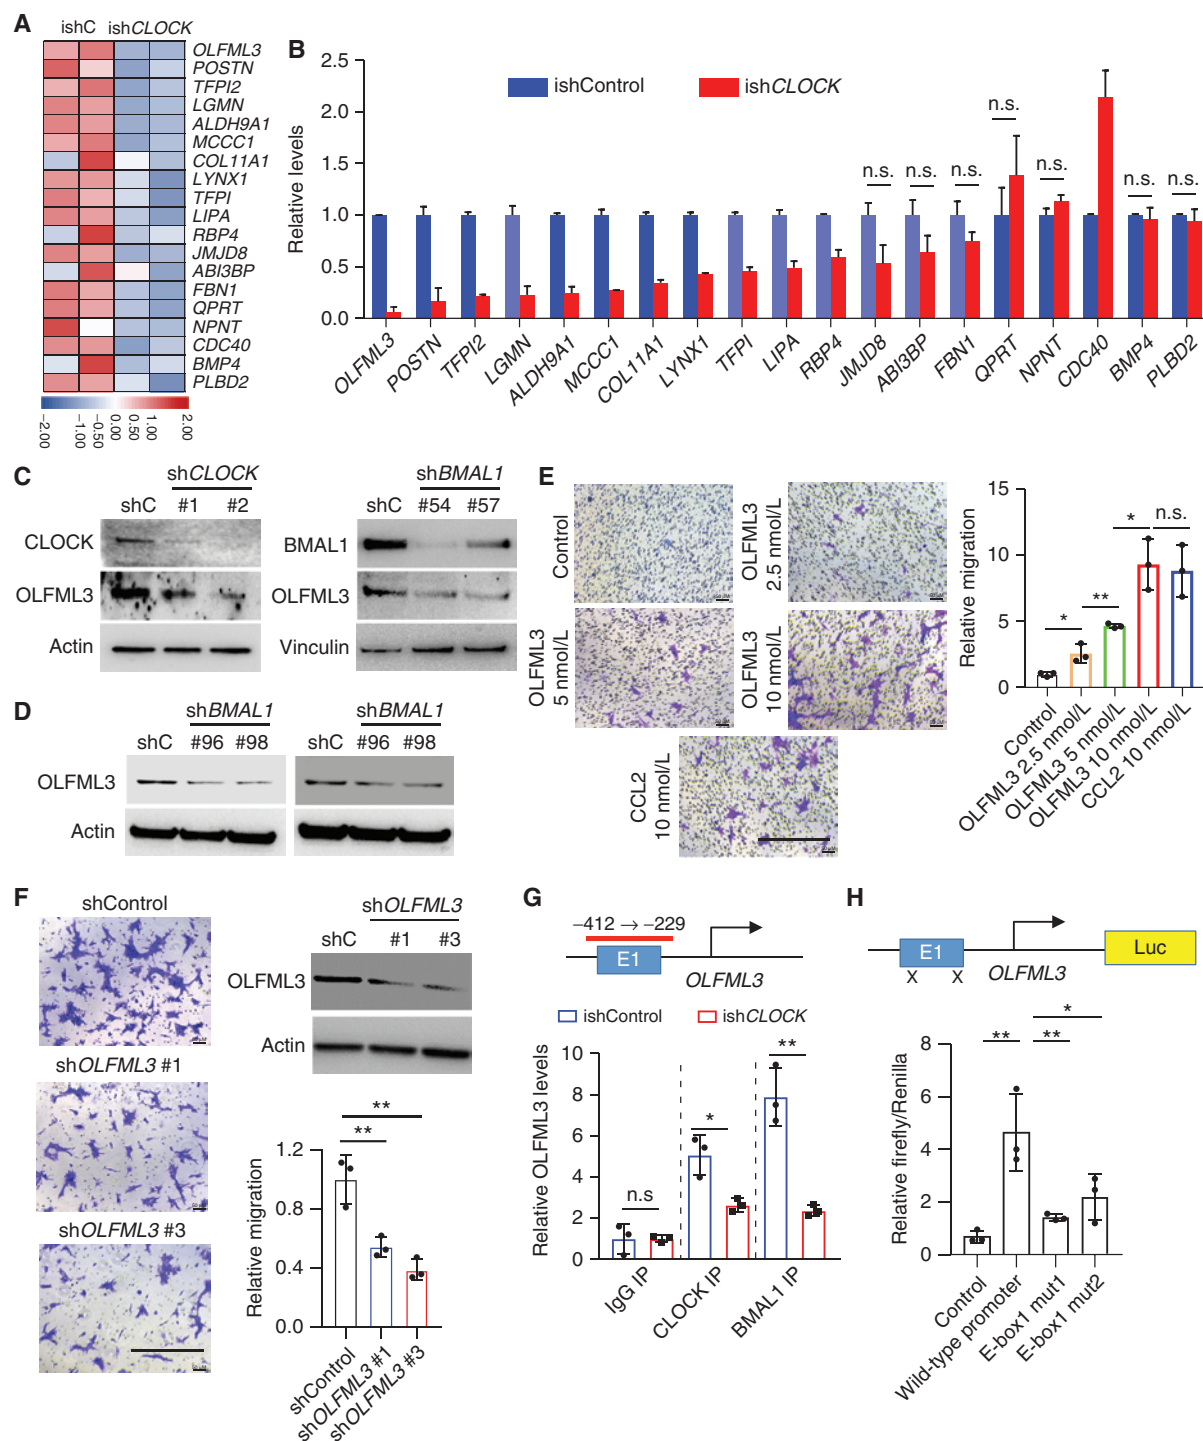 A
ishC ishCLOCK
OLFML3
POSTN
TFPI2
LGMN
ALDH9A1
MCCC1
COL11A1
LYNX1
TFPI
LIPA
RBP4
JMJD8
ABI3BP
FBN1
QPRT
NPNT
CDC40
BMP4
PLBD2
−2.00
−1.00
−0.50
0.00
0.50
1.00
2.00
B
ishControl ishCLOCK
Relative levels
2.5
2.0
1.5
1.0
0.5
0.0
n.s. n.s. n.s. n.s. n.s. n.s. n.s.
OLFML3 POSTN TFPI2 LGMN ALDH9A1 MCCC1 COL11A1 LYNX1 TFPI LIPA RBP4 JMJD8 ABI3BP FBN1 QPRT NPNT CDC40 BMP4 PLBD2
C
shCLOCK
shC #1 #2
CLOCK
OLFML3
Actin
shBMAL1
shC #54 #57
BMAL1
OLFML3
Vinculin
D
shBMAL1 shBMAL1
shC #96 #98 shC #96 #98
OLFML3
Actin
E
Control
OLFML3
2.5 nmol/L
OLFML3
5 nmol/L
OLFML3
10 nmol/L
CCL2
10 nmol/L
Relative migration
15
10
5
0
* ** * n.s.
Control
OLFML3 2.5 nmol/L
OLFML3 5 nmol/L
OLFML3 10 nmol/L
CCL2 10 nmol/L
F
shControl
shOLFML3 #1
shOLFML3 #3
shOLFML3
shC #1 #3
OLFML3
Actin
Relative migration
1.2
0.8
0.4
0.0
**
**
shControl
shOLFML3 #1
shOLFML3 #3
G
−412 → −229
E1
OLFML3
ishControl ishCLOCK
Relative OLFML3 levels
10
8
6
4
2
0
n.s * **
IgG IP
CLOCK IP
BMAL1 IP
H
E1 Luc
X X OLFML3
Relative firefly/Renilla
8
6
4
2
0
*
** **
Control
Wild-type promoter
E-box1 mut1
E-box1 mut2